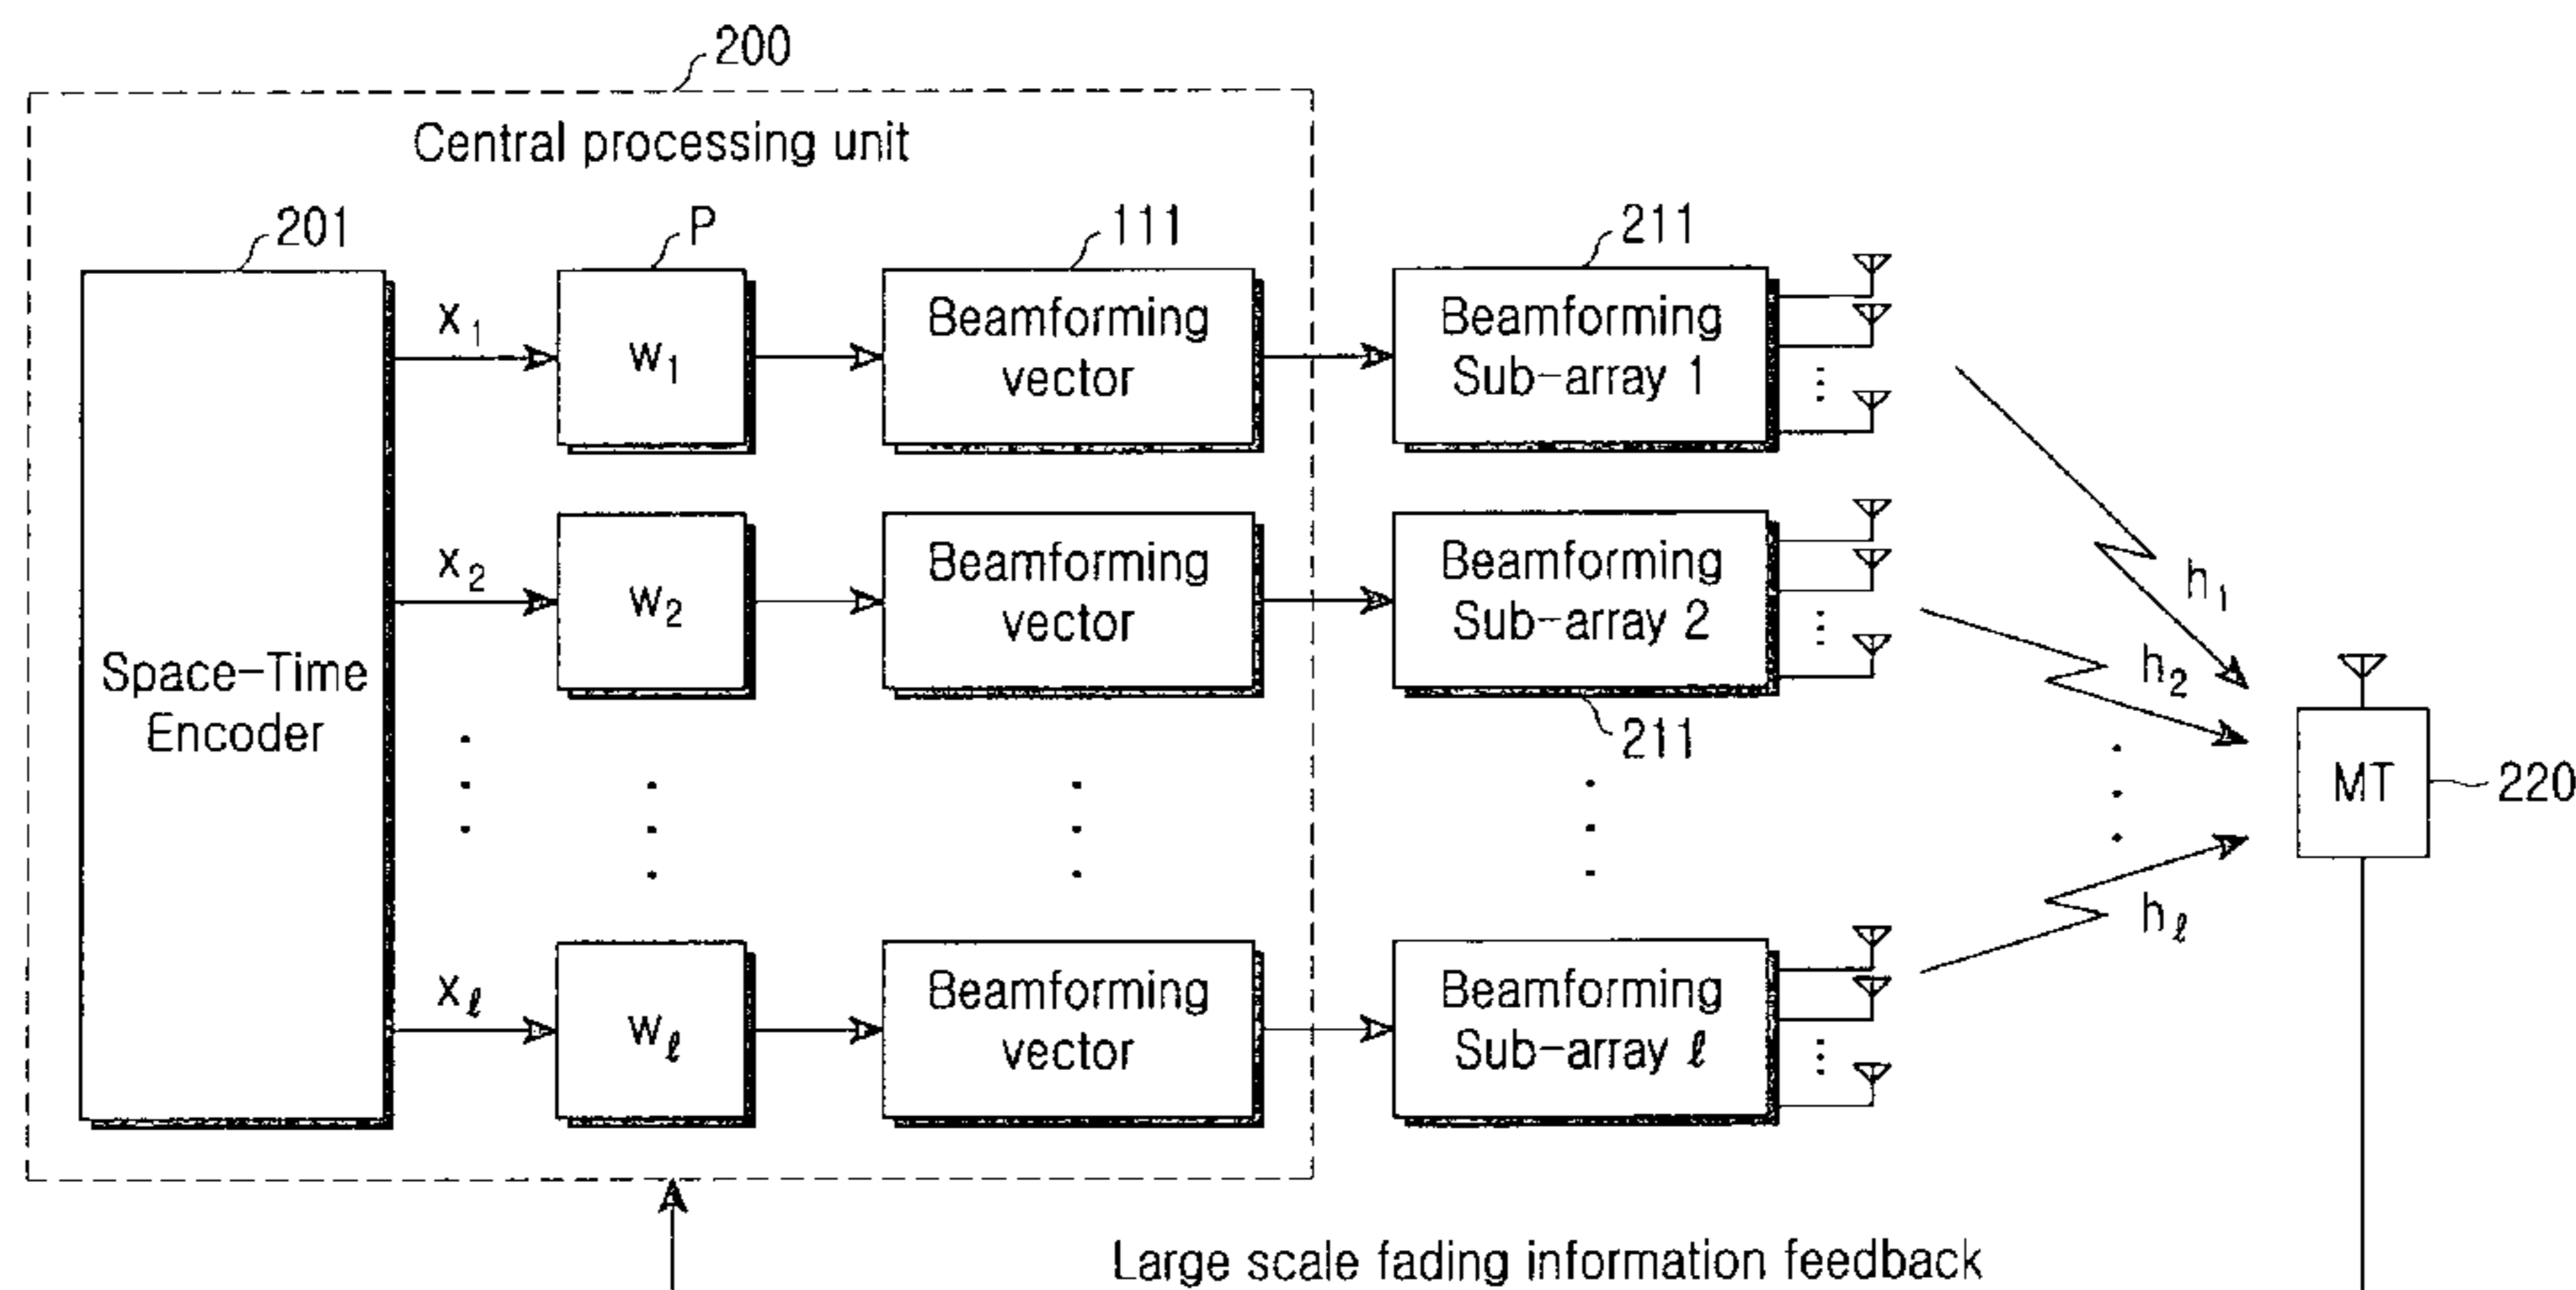 200
Central processing unit
201
P
111
211
x₁
w₁
Beamforming
vector
Beamforming
Sub-array 1
h₁
x₂
w₂
Beamforming
vector
Beamforming
Sub-array 2
h₂
211
Space-Time
Encoder
MT
220
xℓ
wℓ
Beamforming
vector
Beamforming
Sub-array ℓ
hℓ
Large scale fading information feedback